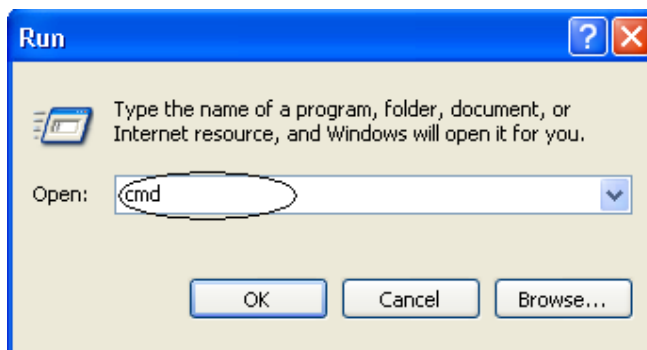 Run
Type the name of a program, folder, document, or
Internet resource, and Windows will open it for you.
Open: cmd
OK Cancel Browse...